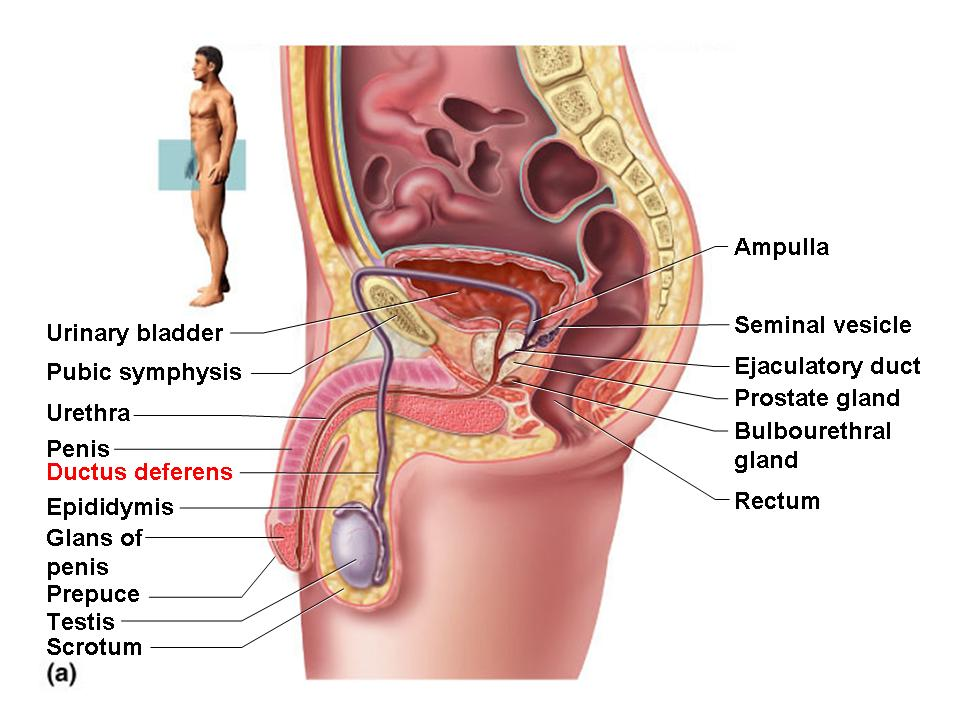 Urinary bladder
Pubic symphysis
Urethra
Penis
Ductus deferens
Epididymis
Glans of
penis
Prepuce
Testis
Scrotum
(a)
Ampulla
Seminal vesicle
Ejaculatory duct
Prostate gland
Bulbourethral
gland
Rectum